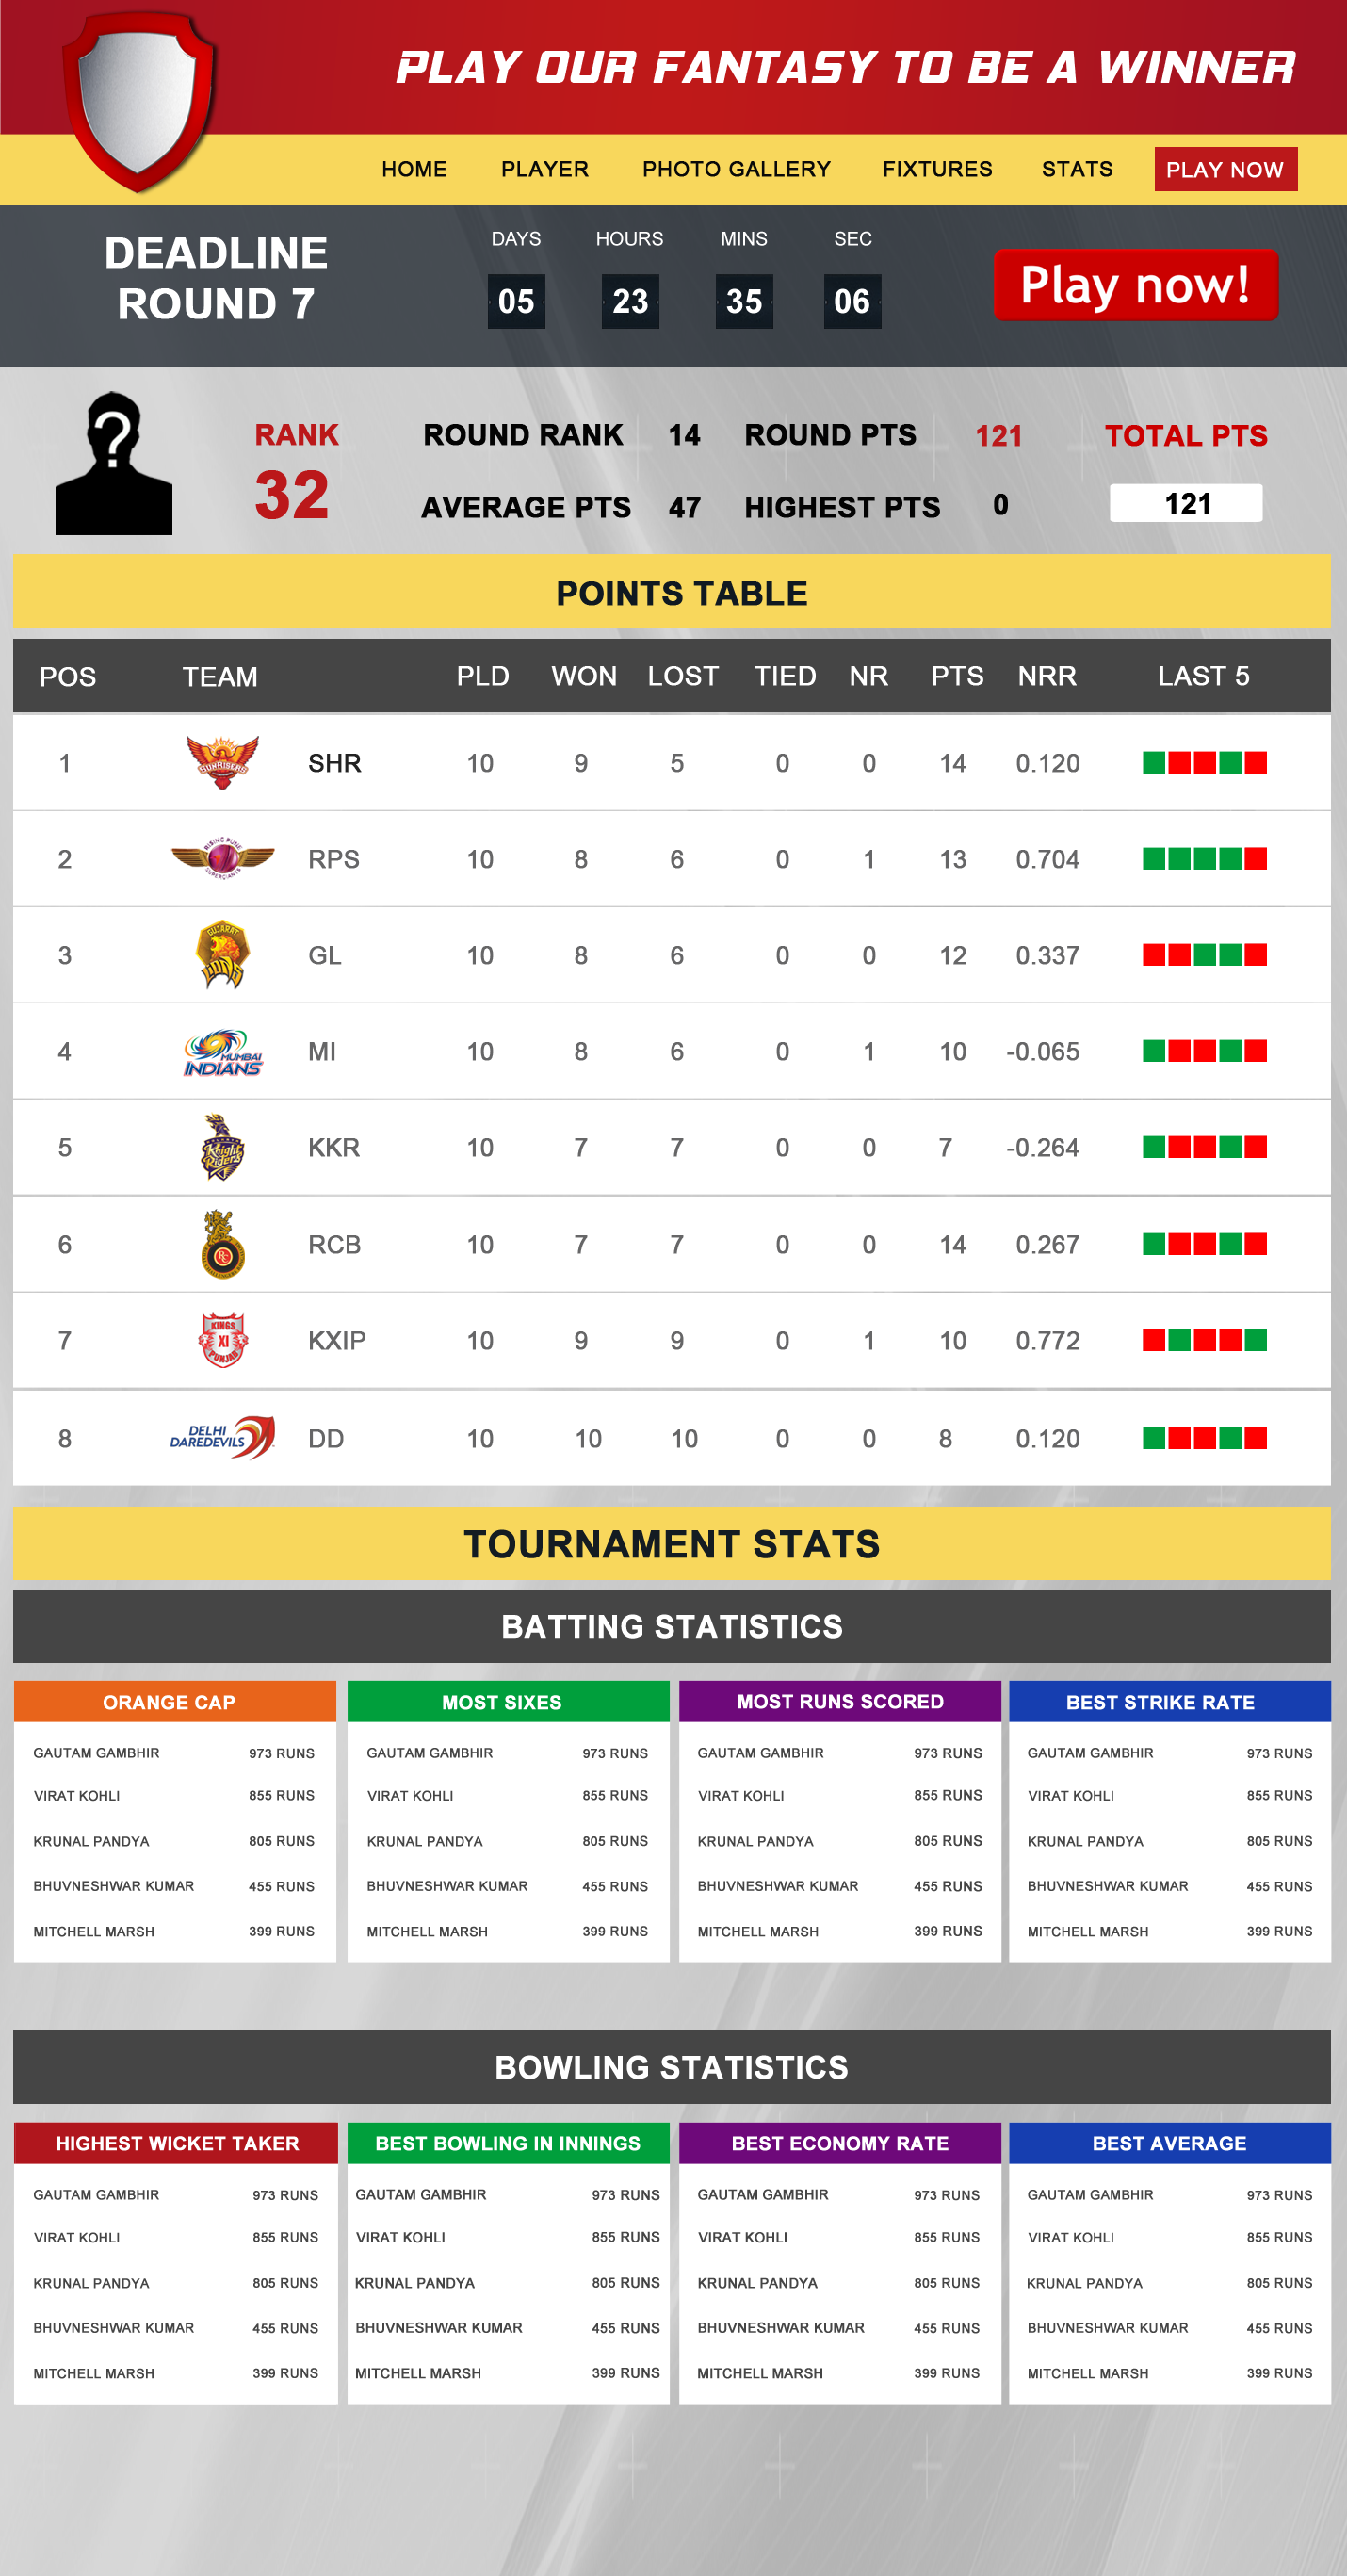 PLAY OUR FANTASY TO BE A WINNER
HOME PLAYER PHOTO GALLERY FIXTURES STATS PLAY NOW
DEADLINE
ROUND 7
DAYS HOURS MINS SEC
05 23 35 06
Play now!
?
RANK
32
ROUND RANK 14 ROUND PTS 121 TOTAL PTS
AVERAGE PTS 47 HIGHEST PTS 0 121
POINTS TABLE
POS TEAM PLD WON LOST TIED NR PTS NRR LAST 5
1 SUNRISERS SHR 10 9 5 0 0 14 0.120
2 RISING PUNE SUPERGIANTS RPS 10 8 6 0 1 13 0.704
3 GUJARAT LIONS GL 10 8 6 0 0 12 0.337
4 MUMBAI INDIANS MI 10 8 6 0 1 10 -0.065
5 Knight Riders KKR 10 7 7 0 0 7 -0.264
6 RCB 10 7 7 0 0 14 0.267
7 KINGS XI PUNJAB KXIP 10 9 9 0 1 10 0.772
8 DELHI DAREDEVILS DD 10 10 10 0 0 8 0.120
TOURNAMENT STATS
BATTING STATISTICS
ORANGE CAP MOST SIXES MOST RUNS SCORED BEST STRIKE RATE
GAUTAM GAMBHIR 973 RUNS GAUTAM GAMBHIR 973 RUNS GAUTAM GAMBHIR 973 RUNS GAUTAM GAMBHIR 973 RUNS
VIRAT KOHLI 855 RUNS VIRAT KOHLI 855 RUNS VIRAT KOHLI 855 RUNS VIRAT KOHLI 855 RUNS
KRUNAL PANDYA 805 RUNS KRUNAL PANDYA 805 RUNS KRUNAL PANDYA 805 RUNS KRUNAL PANDYA 805 RUNS
BHUVNESHWAR KUMAR 455 RUNS BHUVNESHWAR KUMAR 455 RUNS BHUVNESHWAR KUMAR 455 RUNS BHUVNESHWAR KUMAR 455 RUNS
MITCHELL MARSH 399 RUNS MITCHELL MARSH 399 RUNS MITCHELL MARSH 399 RUNS MITCHELL MARSH 399 RUNS
BOWLING STATISTICS
HIGHEST WICKET TAKER BEST BOWLING IN INNINGS BEST ECONOMY RATE BEST AVERAGE
GAUTAM GAMBHIR 973 RUNS GAUTAM GAMBHIR 973 RUNS GAUTAM GAMBHIR 973 RUNS GAUTAM GAMBHIR 973 RUNS
VIRAT KOHLI 855 RUNS VIRAT KOHLI 855 RUNS VIRAT KOHLI 855 RUNS VIRAT KOHLI 855 RUNS
KRUNAL PANDYA 805 RUNS KRUNAL PANDYA 805 RUNS KRUNAL PANDYA 805 RUNS KRUNAL PANDYA 805 RUNS
BHUVNESHWAR KUMAR 455 RUNS BHUVNESHWAR KUMAR 455 RUNS BHUVNESHWAR KUMAR 455 RUNS BHUVNESHWAR KUMAR 455 RUNS
MITCHELL MARSH 399 RUNS MITCHELL MARSH 399 RUNS MITCHELL MARSH 399 RUNS MITCHELL MARSH 399 RUNS